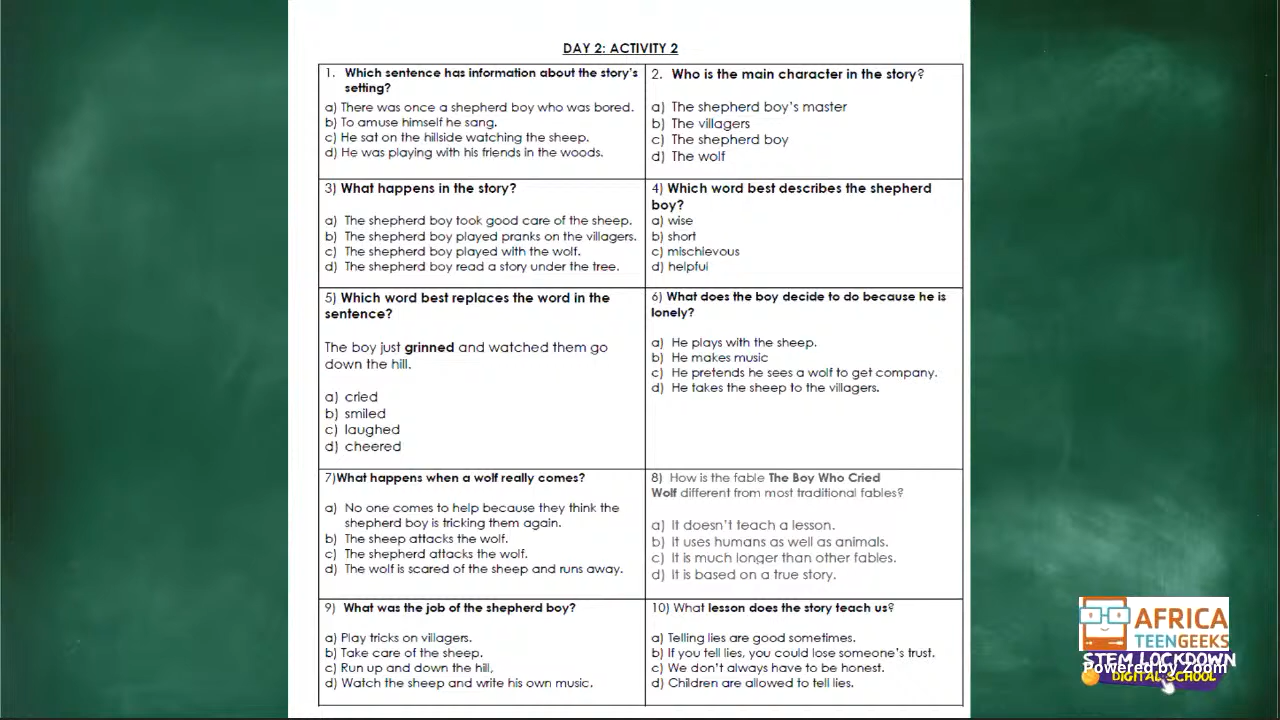 DAY 2: ACTIVITY 2
1. Which sentence has information about the story's
setting?
a) There was once a shepherd boy who was bored.
b) To amuse himself he sang.
c) He sat on the hillside watching the sheep.
d) He was playing with his friends in the woods.
2. Who is the main character in the story?
a) The shepherd boy's master
b) The villagers
c) The shepherd boy
d) The wolf
3) What happens in the story?
a) The shepherd boy took good care of the sheep.
b) The shepherd boy played pranks on the villagers.
c) The shepherd boy played with the wolf.
d) The shepherd boy read a story under the tree.
4) Which word best describes the shepherd
boy?
a) wise
b) short
c) mischievous
d) helpful
5) Which word best replaces the word in the
sentence?
The boy just grinned and watched them go
down the hill.
a) cried
b) smiled
c) laughed
d) cheered
6) What does the boy decide to do because he is
lonely?
a) He plays with the sheep.
b) He makes music
c) He pretends he sees a wolf to get company.
d) He takes the sheep to the villagers.
7)What happens when a wolf really comes?
a) No one comes to help because they think the
shepherd boy is tricking them again.
b) The sheep attacks the wolf.
c) The shepherd attacks the wolf.
d) The wolf is scared of the sheep and runs away.
8) How is the fable The Boy Who Cried
Wolf different from most traditional fables?
a) It doesn't teach a lesson.
b) It uses humans as well as animals.
c) It is much longer than other fables.
d) It is based on a true story.
9) What was the job of the shepherd boy?
a) Play tricks on villagers.
b) Take care of the sheep.
c) Run up and down the hill,
d) Watch the sheep and write his own music.
10) What lesson does the story teach us?
a) Telling lies are good sometimes.
b) If you tell lies, you could lose someone's trust.
c) We don't always have to be honest.
d) Children are allowed to tell lies.
AFRICA
TEENGEEKS
STEM LOCKDOWN
Powered by Zoom
DIGITAL SCHOOL